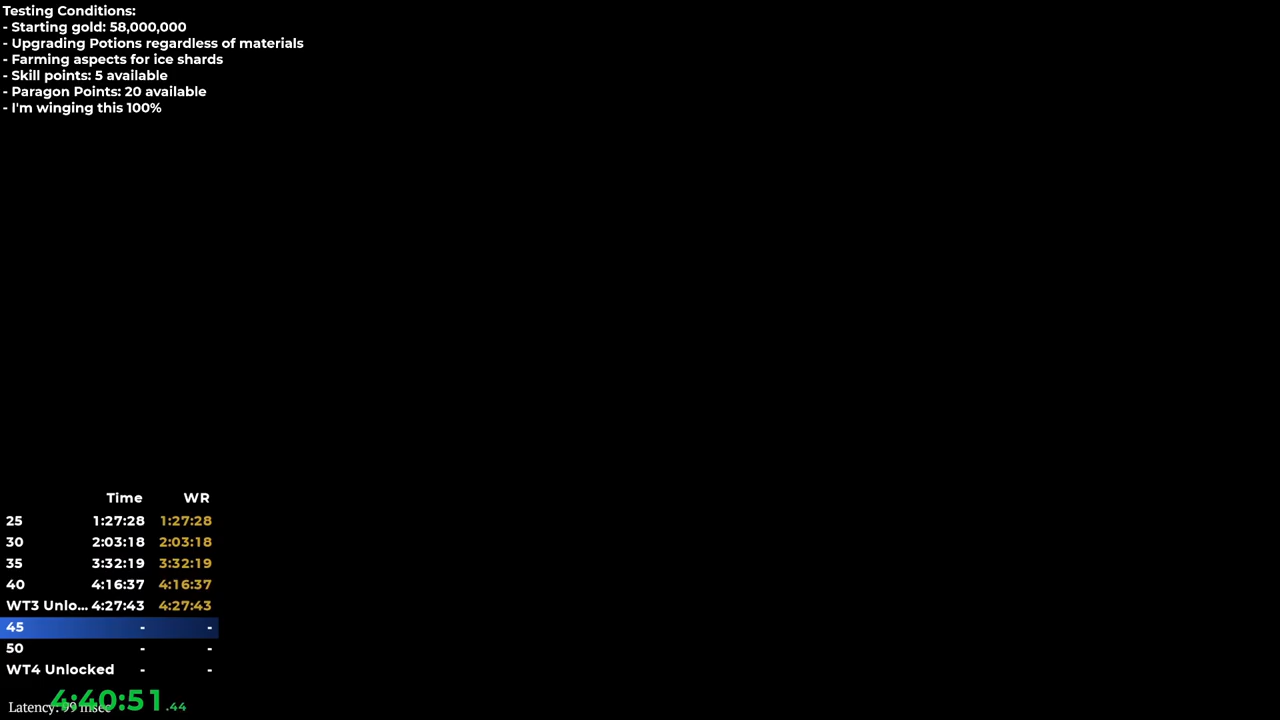 Testing Conditions:
- Starting gold: 58,000,000
- Upgrading Potions regardless of materials
- Farming aspects for ice shards
- Skill points: 5 available
- Paragon Points: 20 available
- I'm winging this 100%
Time WR
25 1:27:28 1:27:28
30 2:03:18 2:03:18
35 3:32:19 3:32:19
40 4:16:37 4:16:37
WT3 Unlo... 4:27:43 4:27:43
45 - -
50 - -
WT4 Unlocked - -
4:40:51.44
Latency: 99 msec